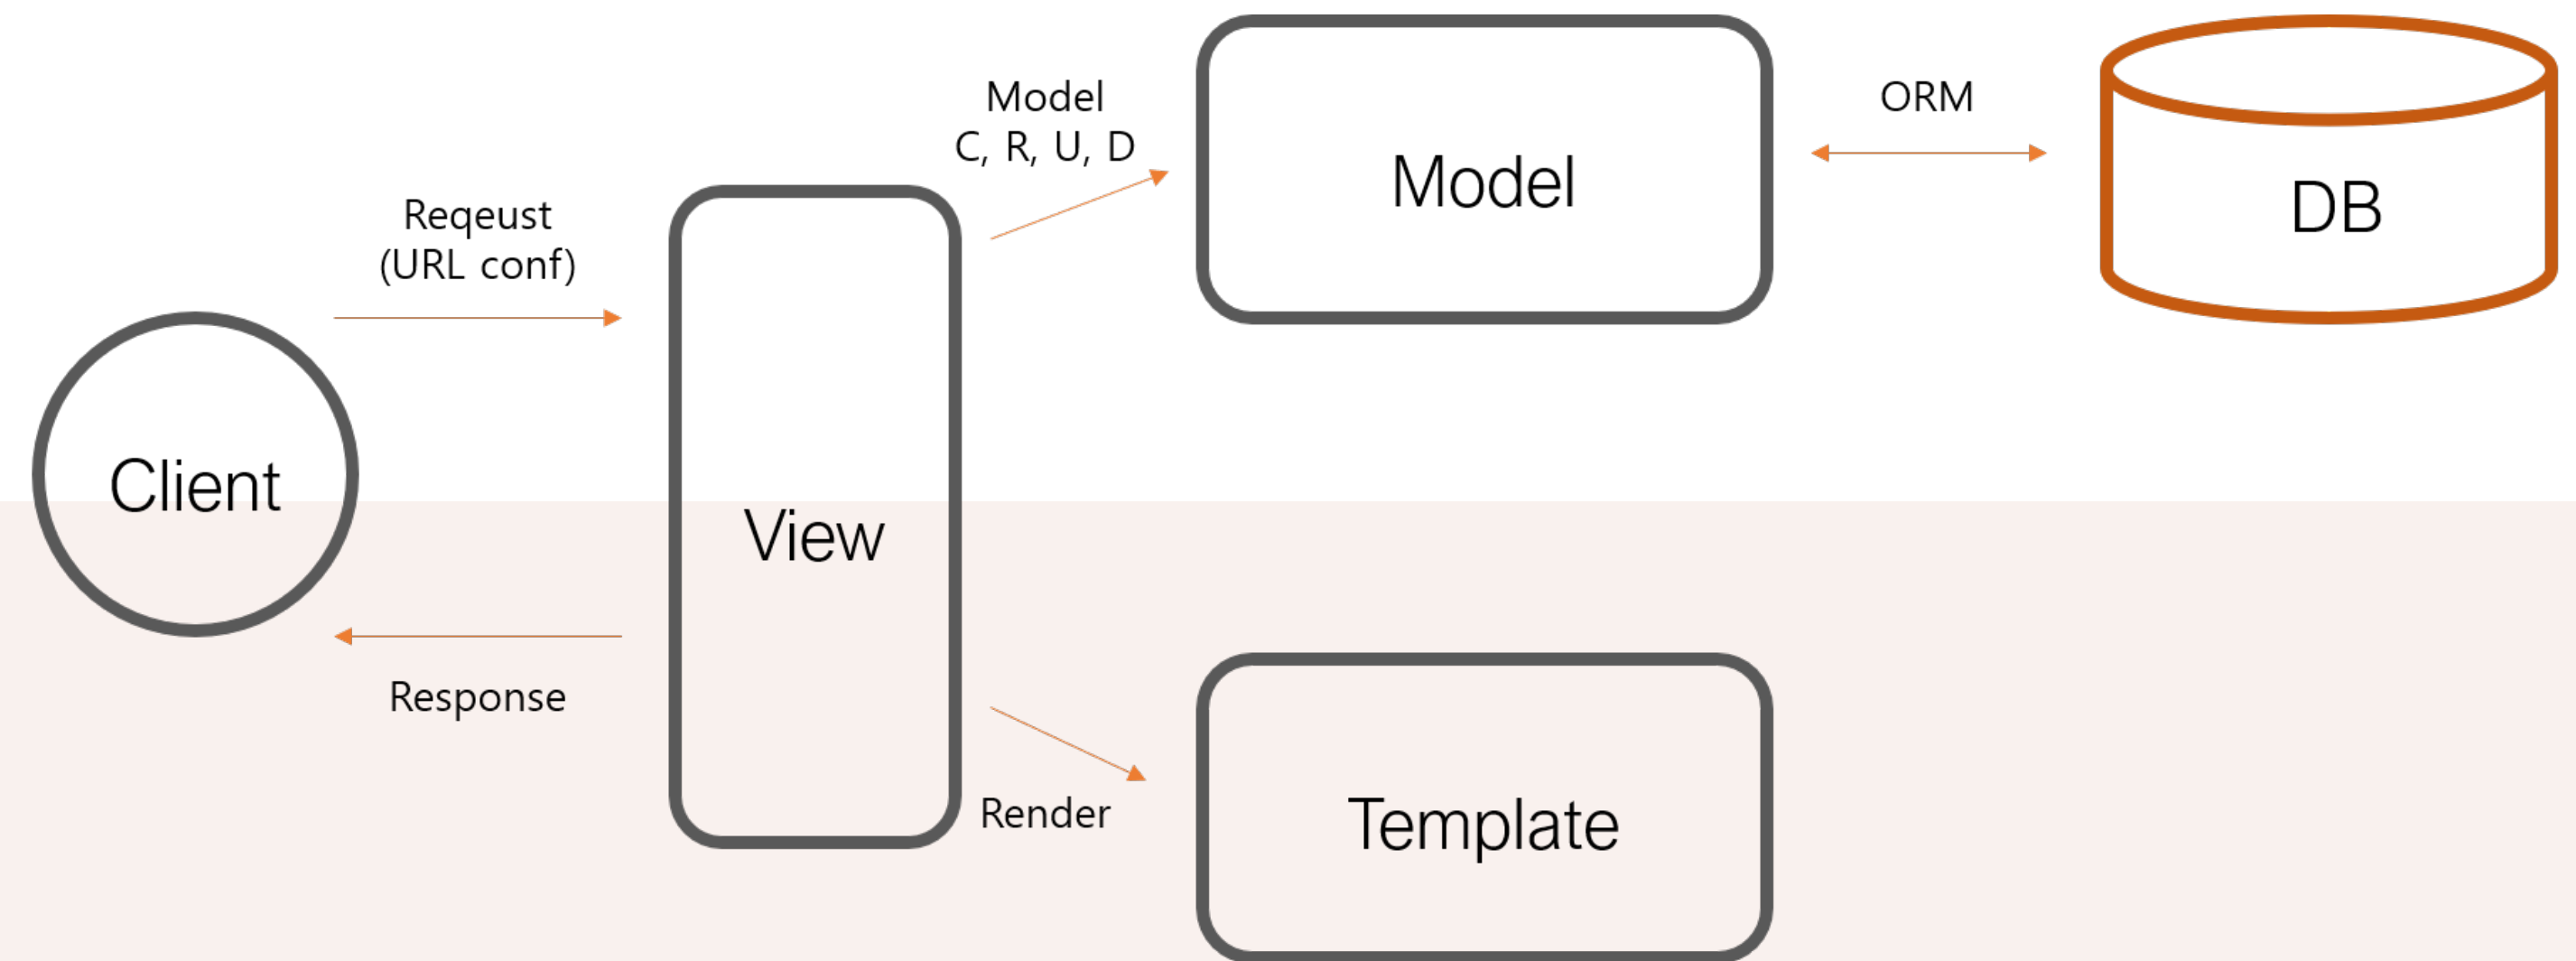 Model
C, R, U, D
ORM
Model
DB
Reqeust
(URL conf)
Client
View
Response
Render
Template